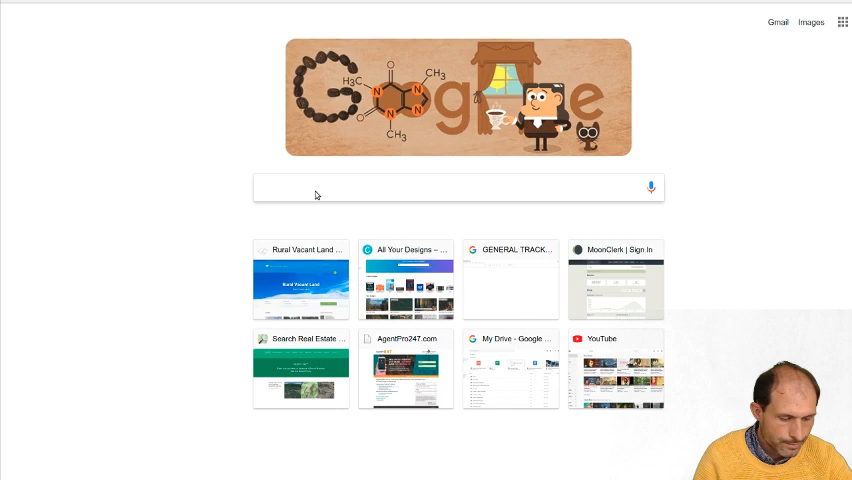 Gmail Images
Google
H₃C
O
CH₃
N
N
N
N
O
CH₃
Rural Vacant Land ...
All Your Designs – ...
GENERAL TRACK...
MoonClerk | Sign In
Rural Vacant Land
Search Real Estate ...
AgentPro247.com
My Drive - Google ...
YouTube